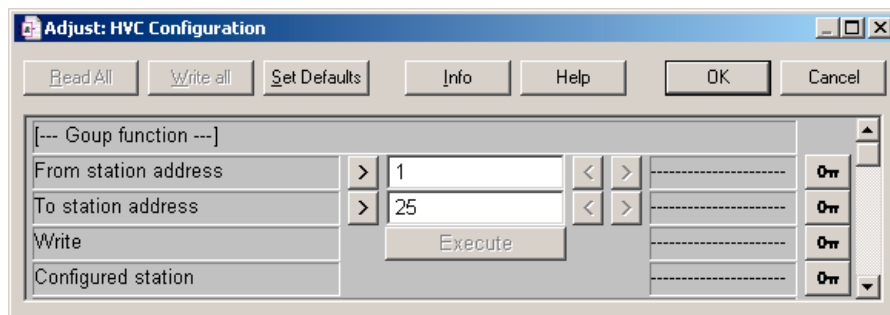 Adjust: HVC Configuration
Read All Write all Set Defaults Info Help OK Cancel
[--- Goup function ---]
From station address > 1 < > ---------------------
To station address > 25 < > ---------------------
Write Execute ---------------------
Configured station ---------------------